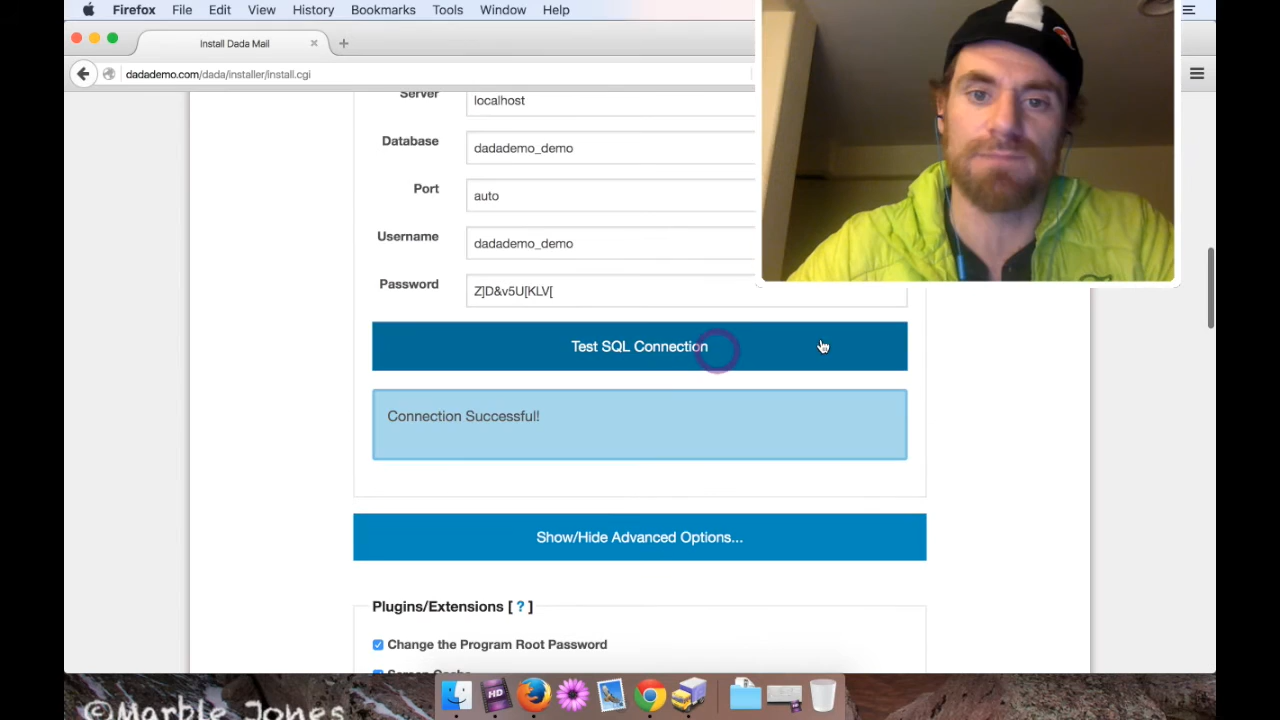 Firefox File Edit View History Bookmarks Tools Window Help
Install Dada Mail
dadademo.com/dada/installer/install.cgi
Server localhost
Database dadademo_demo
Port auto
Username dadademo_demo
Password Z]D&v5U[KLV[
Test SQL Connection
Connection Successful!
Show/Hide Advanced Options...
Plugins/Extensions [ ? ]
Change the Program Root Password
HD
©Marble Jones